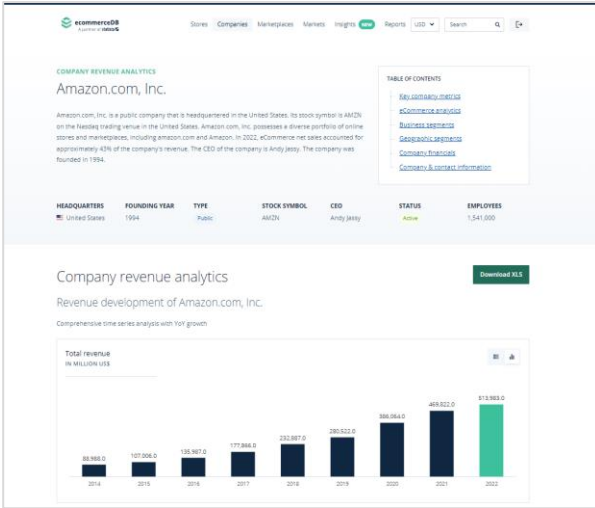 ecommerceDB
Stores Companies Marketplaces Markets Insights NEW Reports USD Search
COMPANY REVENUE ANALYTICS
Amazon.com, Inc.
Amazon.com, Inc. is a public company that is headquartered in the United States. Its stock symbol is AMZN
on the Nasdaq trading venue in the United States. Amazon.com, Inc. possesses a diverse portfolio of online
stores and marketplaces, including amazon.com and Amazon. In 2022, eCommerce net sales accounted for
approximately 43% of the company's revenue. The CEO of the company is Andy Jassy. The company was
founded in 1994.
TABLE OF CONTENTS
Key company metrics
eCommerce analytics
Business segments
Geographic segments
Company financials
Company & contact information
HEADQUARTERS FOUNDING YEAR TYPE STOCK SYMBOL CEO STATUS EMPLOYEES
United States 1994 Public AMZN Andy Jassy Active 1,541,000
Company revenue analytics
Download XLS
Revenue development of Amazon.com, Inc.
Comprehensive time series analysis with YoY growth
Total revenue
IN MILLION US$
88,988.0 107,006.0 135,987.0 177,866.0 232,887.0 280,522.0 386,064.0 469,822.0 513,983.0
2014 2015 2016 2017 2018 2019 2020 2021 2022